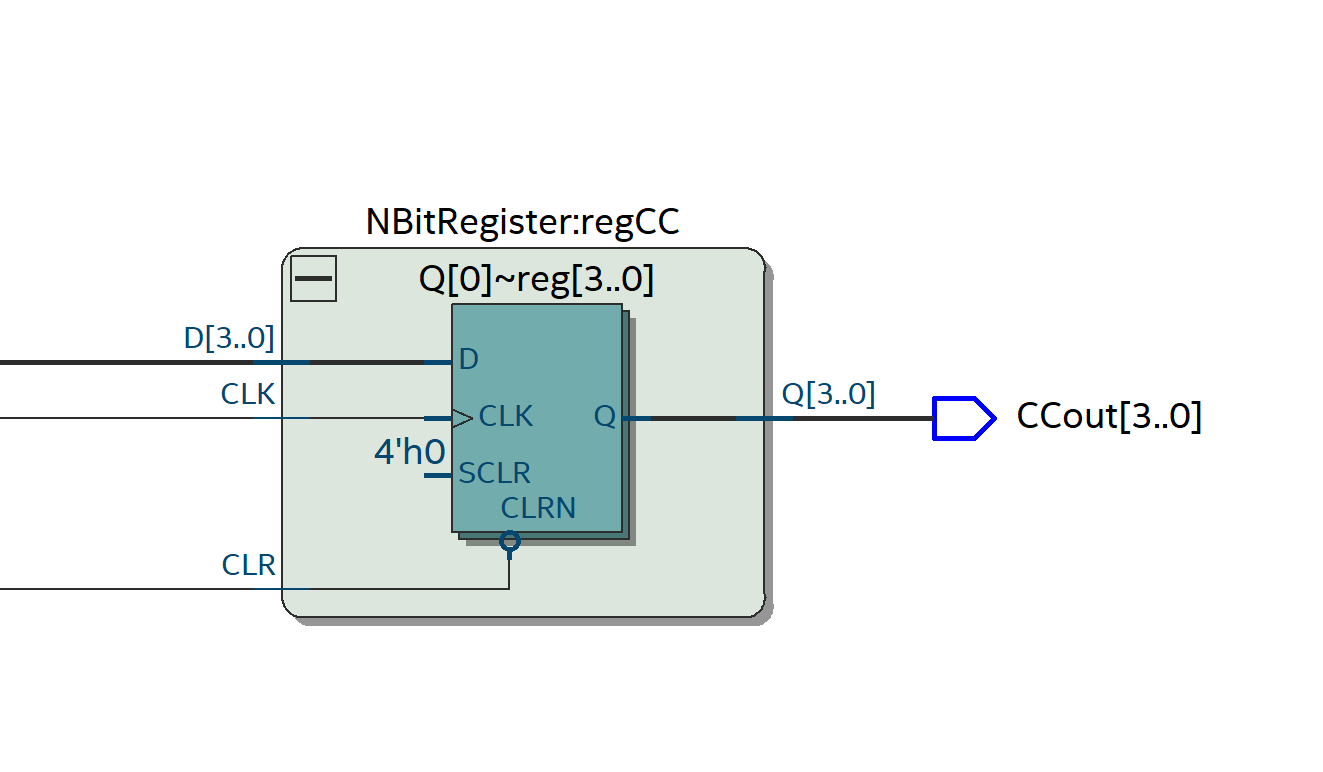 NBitRegister:regCC
Q[0]~reg[3..0]
D[3..0]
D
CLK
CLK
Q
Q[3..0]
CCout[3..0]
4'h0
SCLR
CLRN
CLR